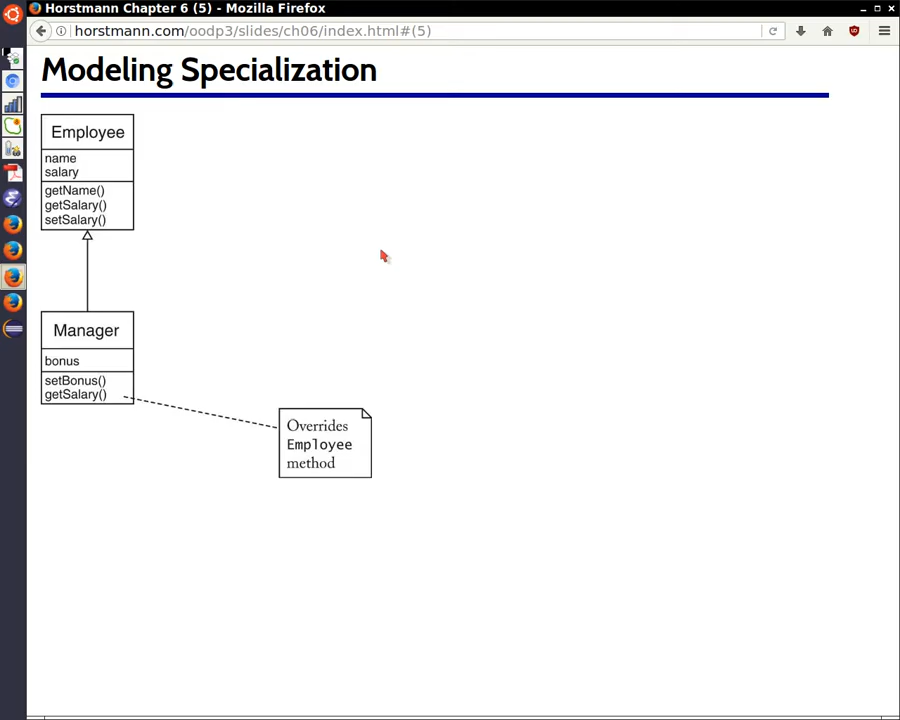 Horstmann Chapter 6 (5) - Mozilla Firefox
horstmann.com/oodp3/slides/ch06/index.html#(5)
Modeling Specialization
Employee
name
salary
getName()
getSalary()
setSalary()
Manager
bonus
setBonus()
getSalary()
Overrides
Employee
method